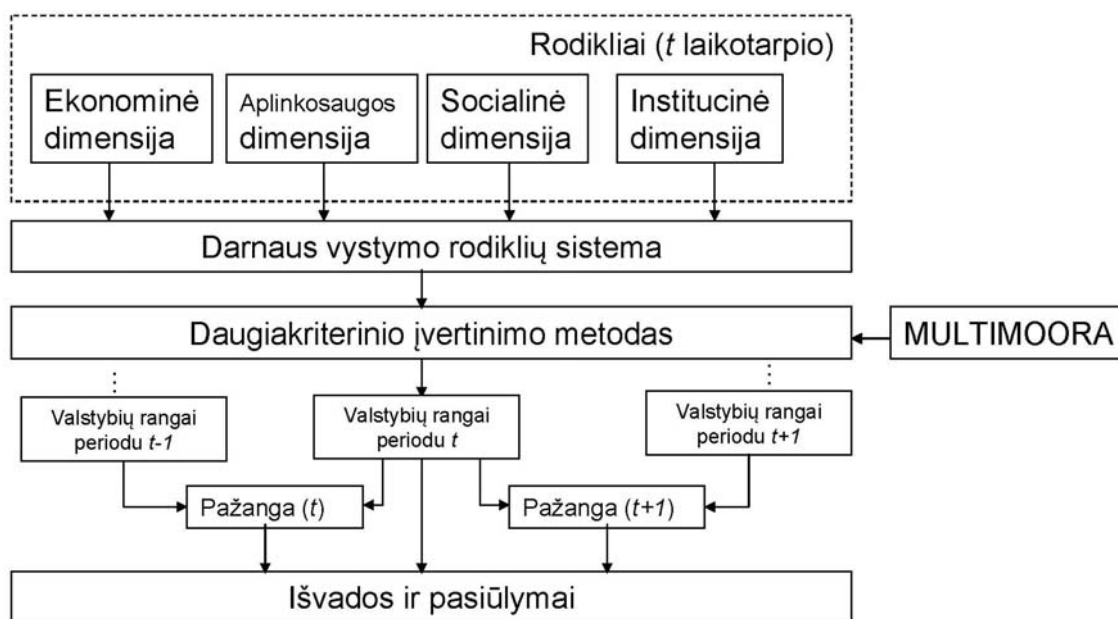 Rodikliai (t laikotarpio)
Ekonominė
dimensija
Aplinkosaugos
dimensija
Socialinė
dimensija
Institucinė
dimensija
Darnaus vystymo rodiklių sistema
Daugiakriterinio įvertinimo metodas
MULTIMOORA
Valstybių rangai
periodu t-1
Valstybių rangai
periodu t
Valstybių rangai
periodu t+1
Pažanga (t)
Pažanga (t+1)
Išvados ir pasiūlymai